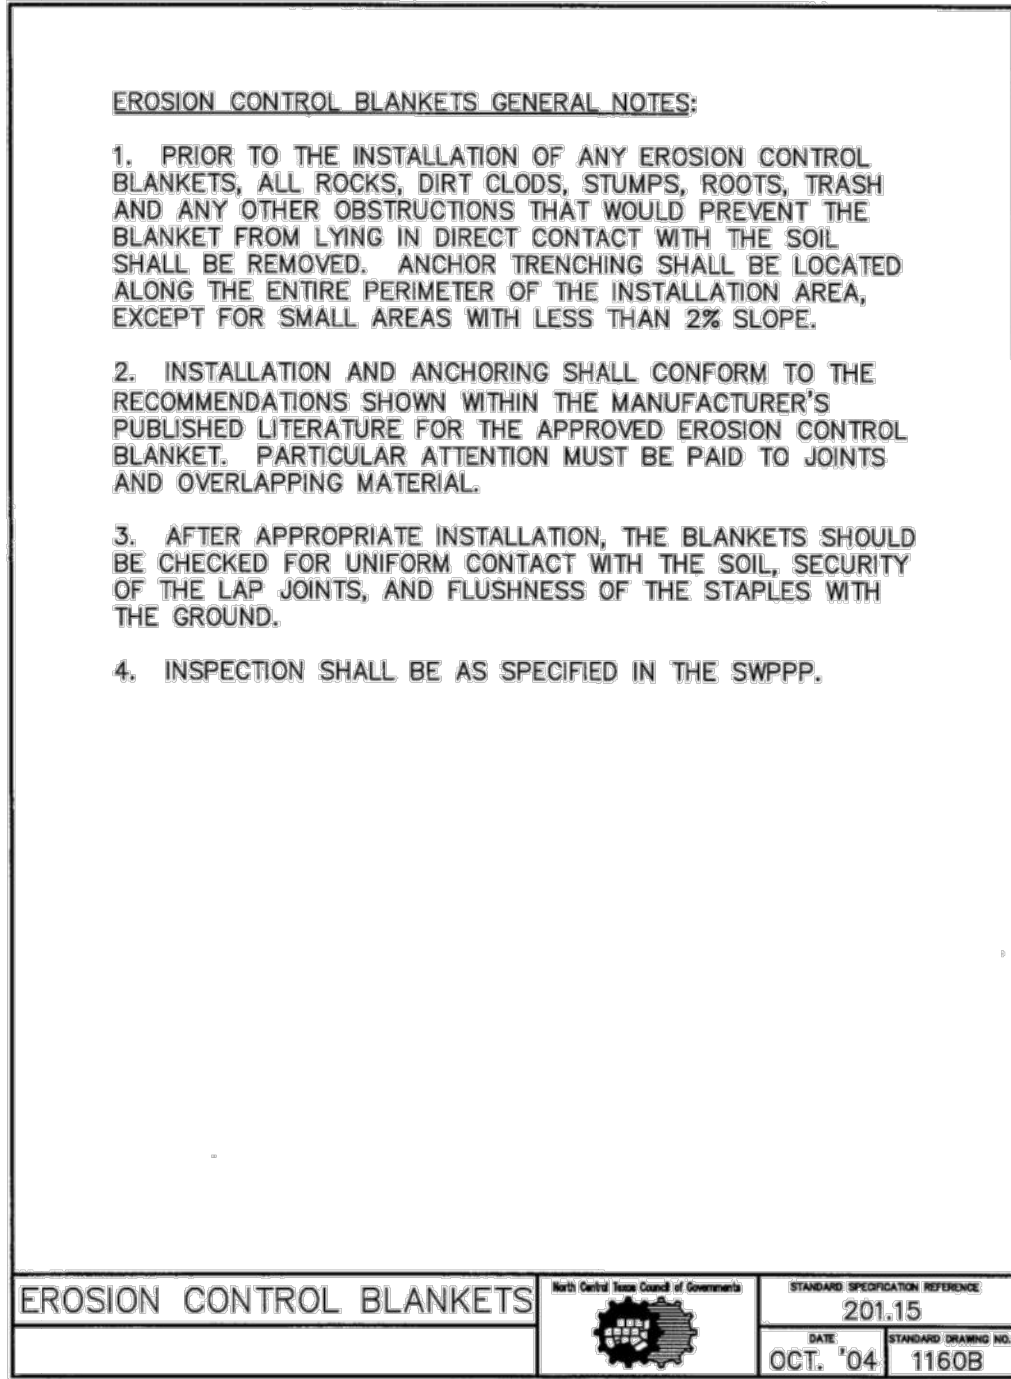 EROSION CONTROL BLANKETS GENERAL NOTES:
1. PRIOR TO THE INSTALLATION OF ANY EROSION CONTROL
BLANKETS, ALL ROCKS, DIRT CLODS, STUMPS, ROOTS, TRASH
AND ANY OTHER OBSTRUCTIONS THAT WOULD PREVENT THE
BLANKET FROM LYING IN DIRECT CONTACT WITH THE SOIL
SHALL BE REMOVED. ANCHOR TRENCHING SHALL BE LOCATED
ALONG THE ENTIRE PERIMETER OF THE INSTALLATION AREA,
EXCEPT FOR SMALL AREAS WITH LESS THAN 2% SLOPE.
2. INSTALLATION AND ANCHORING SHALL CONFORM TO THE
RECOMMENDATIONS SHOWN WITHIN THE MANUFACTURER'S
PUBLISHED LITERATURE FOR THE APPROVED EROSION CONTROL
BLANKET. PARTICULAR ATTENTION MUST BE PAID TO JOINTS
AND OVERLAPPING MATERIAL.
3. AFTER APPROPRIATE INSTALLATION, THE BLANKETS SHOULD
BE CHECKED FOR UNIFORM CONTACT WITH THE SOIL, SECURITY
OF THE LAP JOINTS, AND FLUSHNESS OF THE STAPLES WITH
THE GROUND.
4. INSPECTION SHALL BE AS SPECIFIED IN THE SWPPP.
EROSION CONTROL BLANKETS
North Central Texas Council of Governments
STANDARD SPECIFICATION REFERENCE
201.15
DATE
OCT. '04
STANDARD DRAWING NO.
1160B